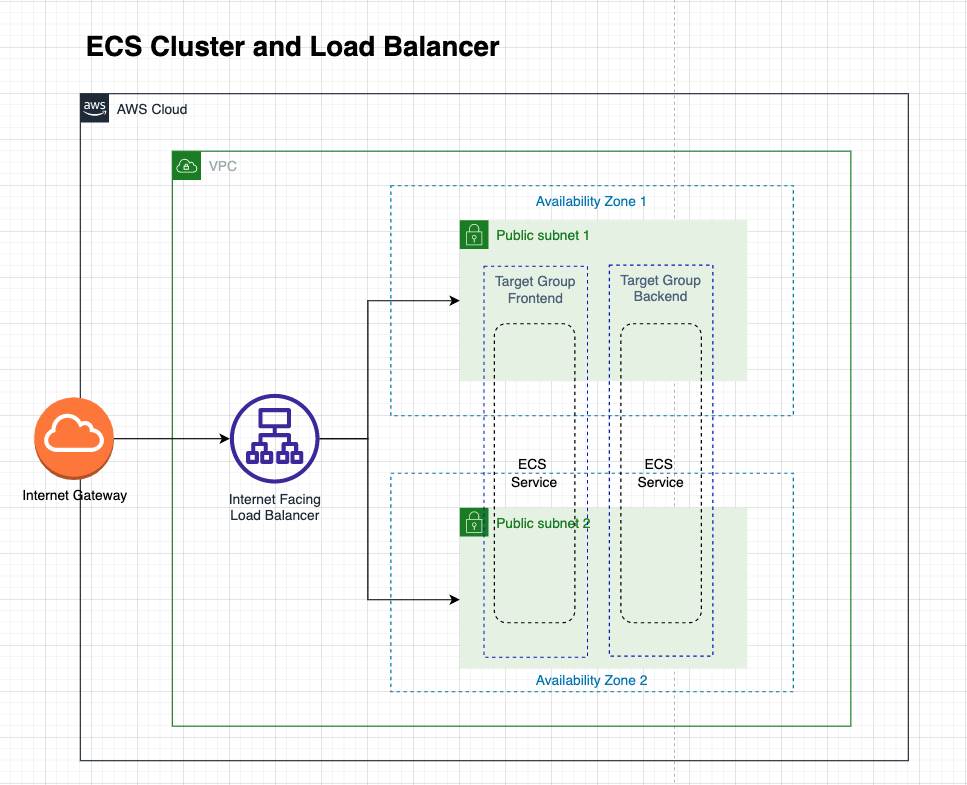 ECS Cluster and Load Balancer
aws
AWS Cloud
VPC
Availability Zone 1
Public subnet 1
Target Group
Frontend
Target Group
Backend
Internet Gateway
Internet Facing
Load Balancer
ECS
Service
ECS
Service
Public subnet 2
Availability Zone 2